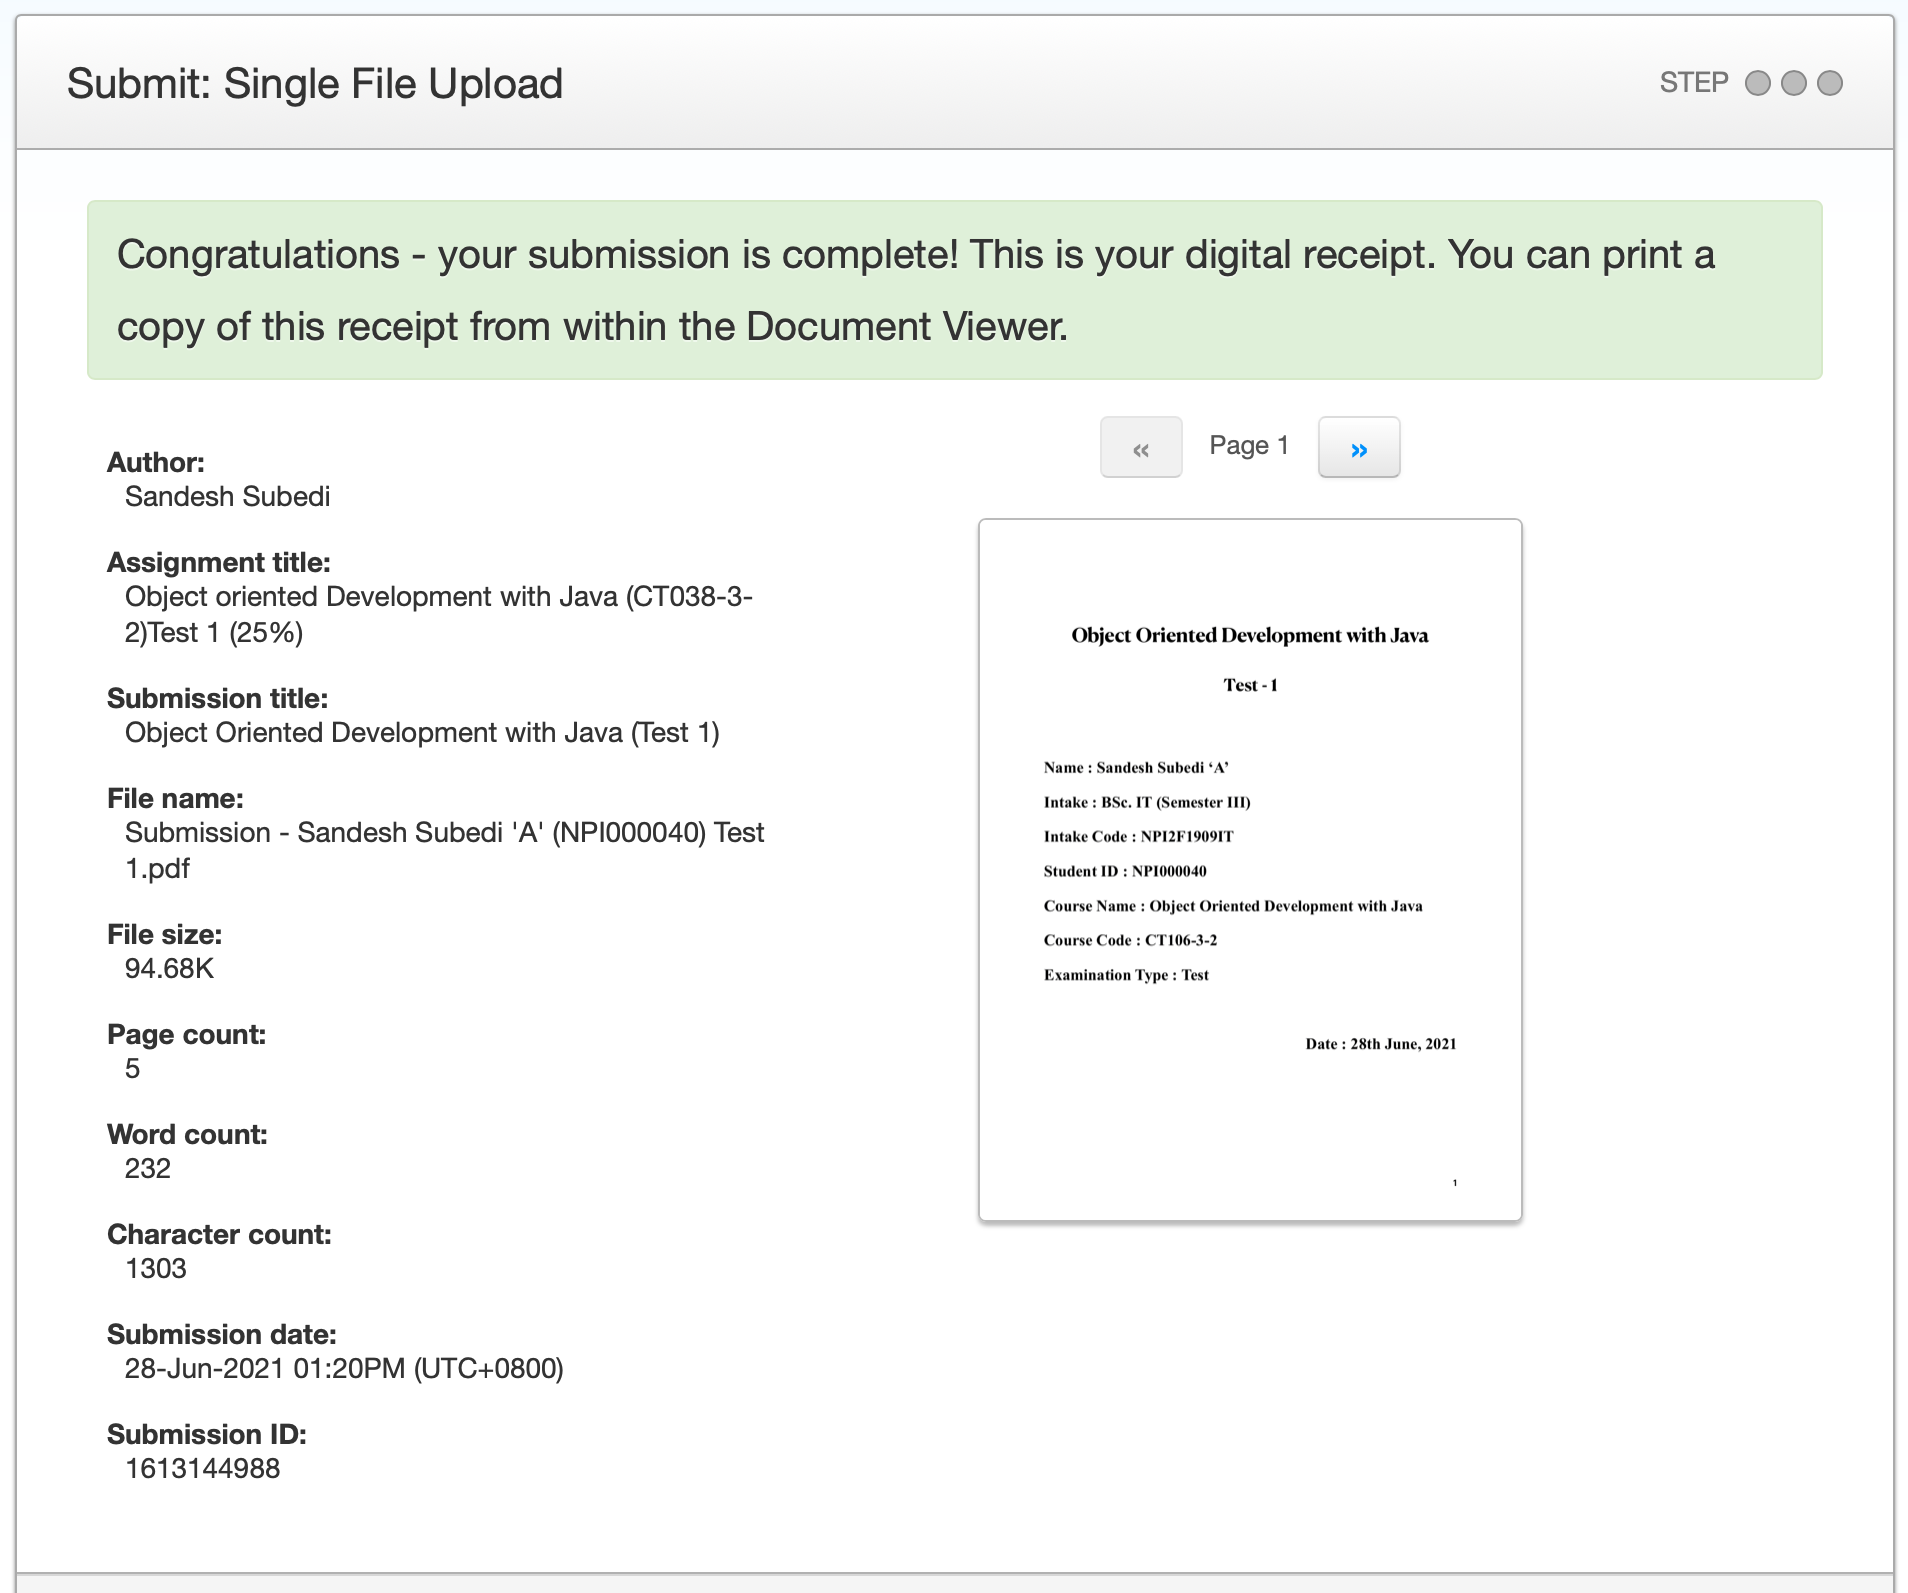 Submit: Single File Upload
STEP
Congratulations - your submission is complete! This is your digital receipt. You can print a
copy of this receipt from within the Document Viewer.
Author:
Sandesh Subedi
Assignment title:
Object oriented Development with Java (CT038-3-
2)Test 1 (25%)
Submission title:
Object Oriented Development with Java (Test 1)
File name:
Submission - Sandesh Subedi 'A' (NPI000040) Test
1.pdf
File size:
94.68K
Page count:
5
Word count:
232
Character count:
1303
Submission date:
28-Jun-2021 01:20PM (UTC+0800)
Submission ID:
1613144988
« Page 1 »
Object Oriented Development with Java
Test - 1
Name : Sandesh Subedi ‘A’
Intake : BSc. IT (Semester III)
Intake Code : NPI2F1909IT
Student ID : NPI000040
Course Name : Object Oriented Development with Java
Course Code : CT106-3-2
Examination Type : Test
Date : 28th June, 2021
1